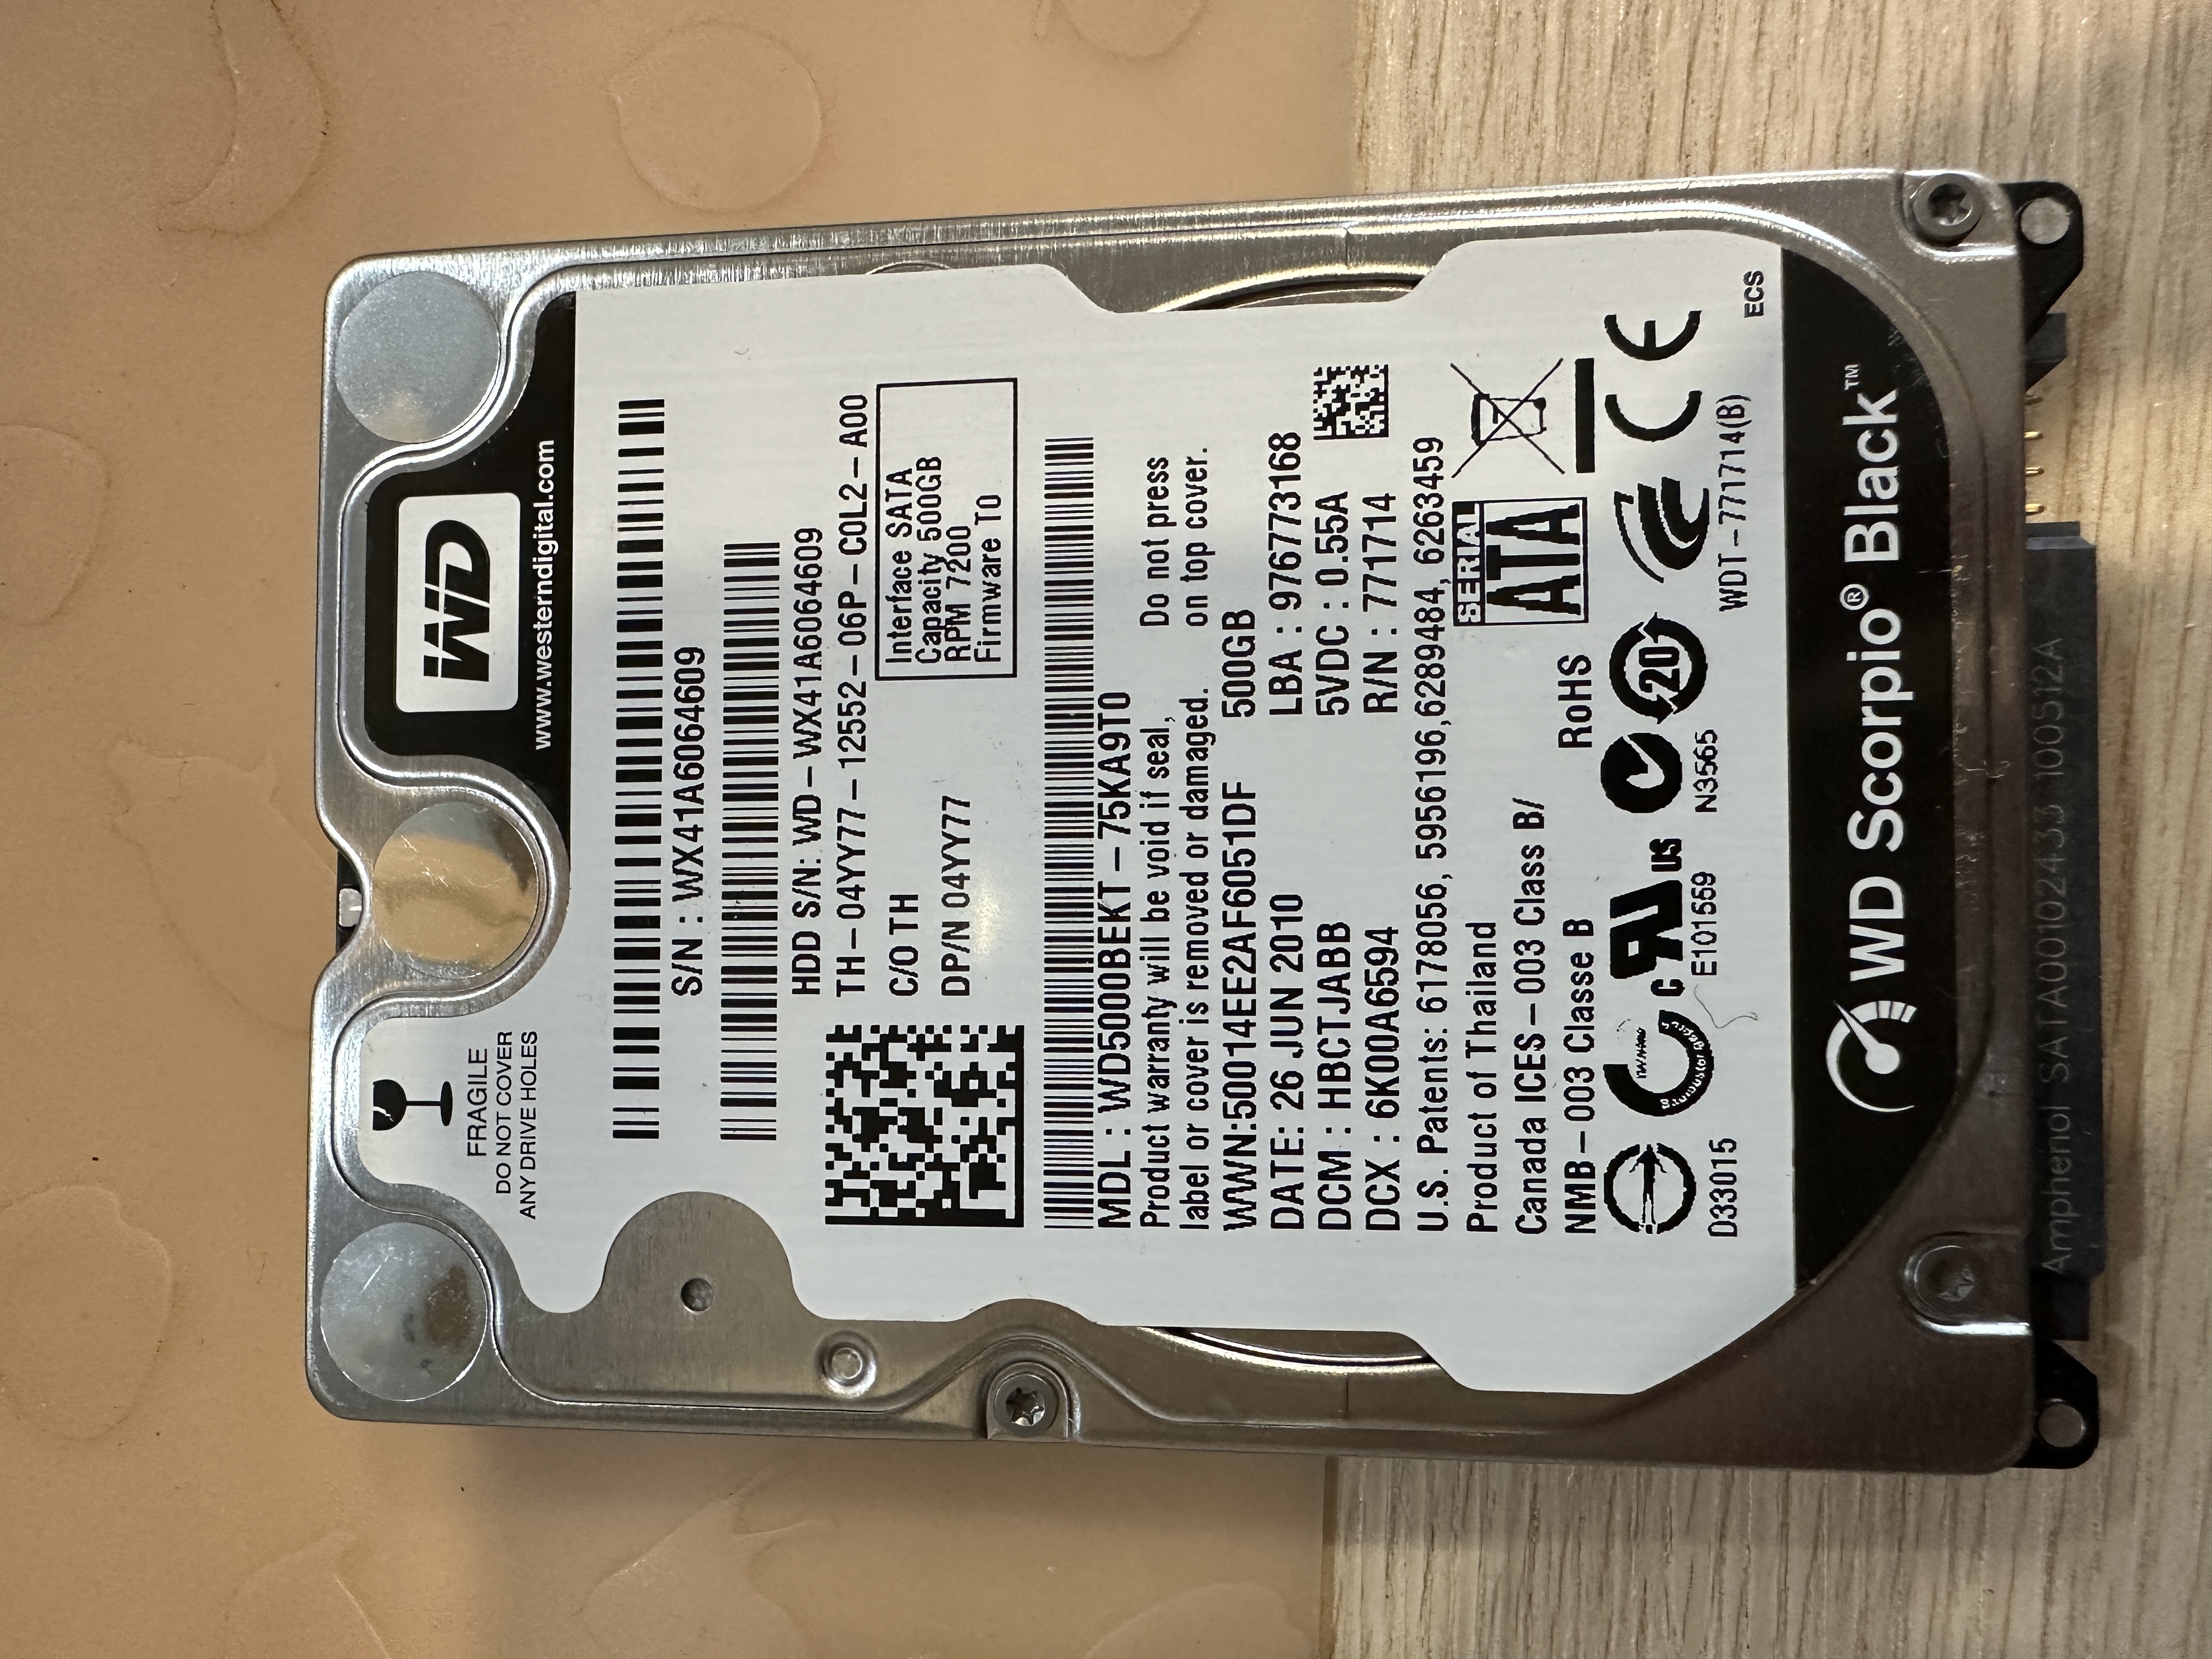 FRAGILE
DO NOT COVER
ANY DRIVE HOLES
WD
www.westerndigital.com
S/N : WX41A6064609
HDD S/N: WD-WX41A6064609
TH-04YY77-12552-06P-C0L2-A00
C/O TH
DP/N 04YY77
Interface SATA
Capacity 500GB
RPM 7200
Firmware T0
MDL : WD5000BEKT-75KA9T0
Product warranty will be void if seal,
label or cover is removed or damaged.
Do not press
on top cover.
WWN:50014EE2AF6051DF 500GB
DATE: 26 JUN 2010 LBA : 976773168
DCM : HBCTJABB 5VDC : 0.55A
DCX : 6K00A6594 R/N : 771714
U.S. Patents: 6178056, 5956196,6289484, 6263459
Product of Thailand
Canada ICES-003 Class B/
NMB-003 Classe B
RoHS
SERIAL
ATA
D33015
C US
E101559
N3565
20
CE
WDT-771714(B)
ECS
WD Scorpio® Black™
Amphenol SATA00102433 100512A